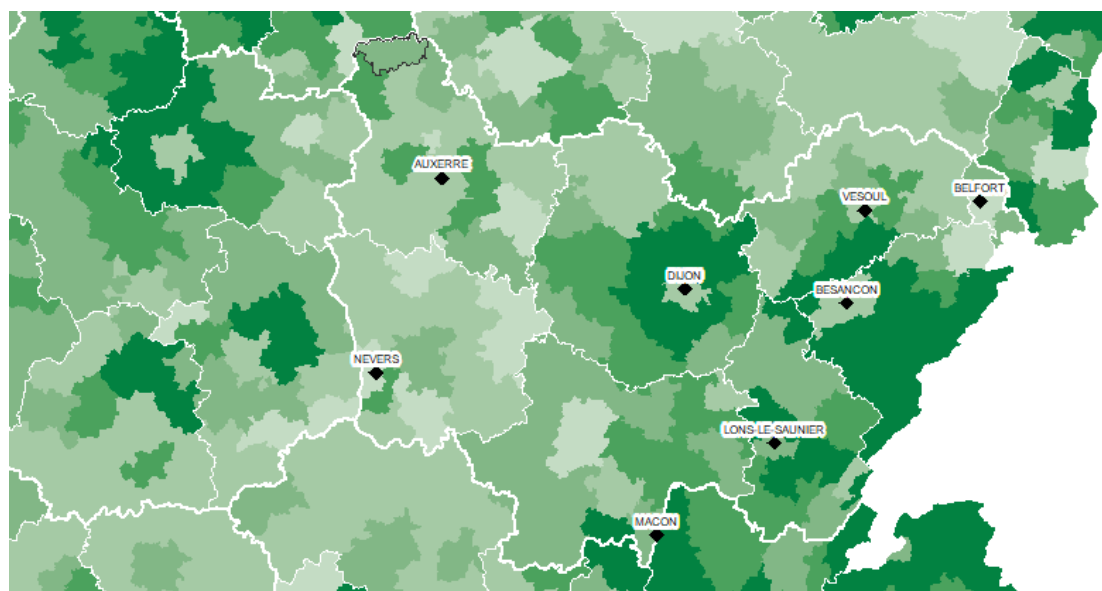 AUXERRE
BELFORT
VESOUL
DIJON
BESANCON
NEVERS
LONS-LE-SAUNIER
MACON